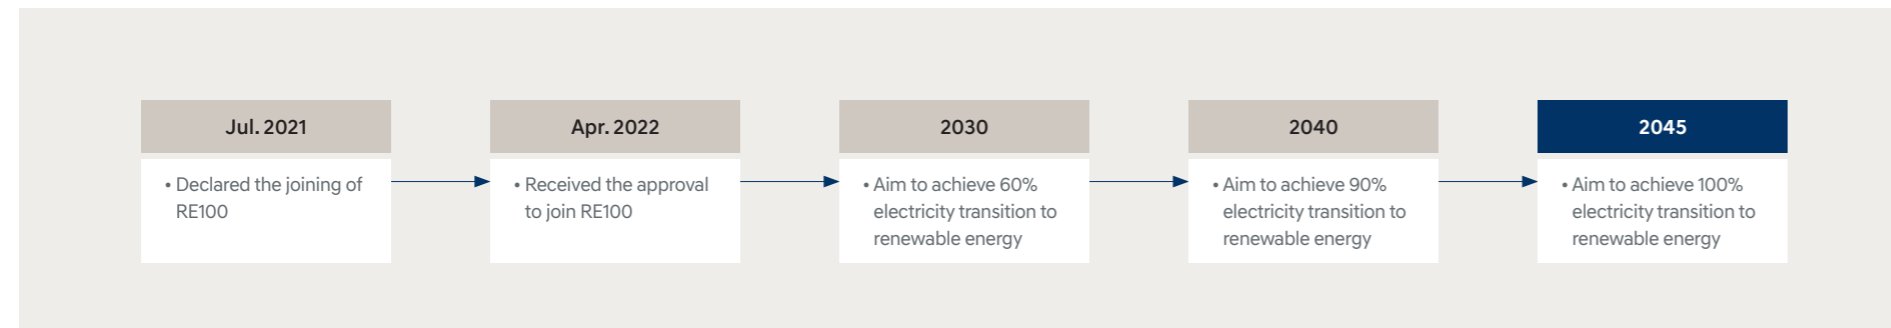 Jul. 2021
• Declared the joining of
RE100
Apr. 2022
• Received the approval
to join RE100
2030
• Aim to achieve 60%
electricity transition to
renewable energy
2040
• Aim to achieve 90%
electricity transition to
renewable energy
2045
• Aim to achieve 100%
electricity transition to
renewable energy